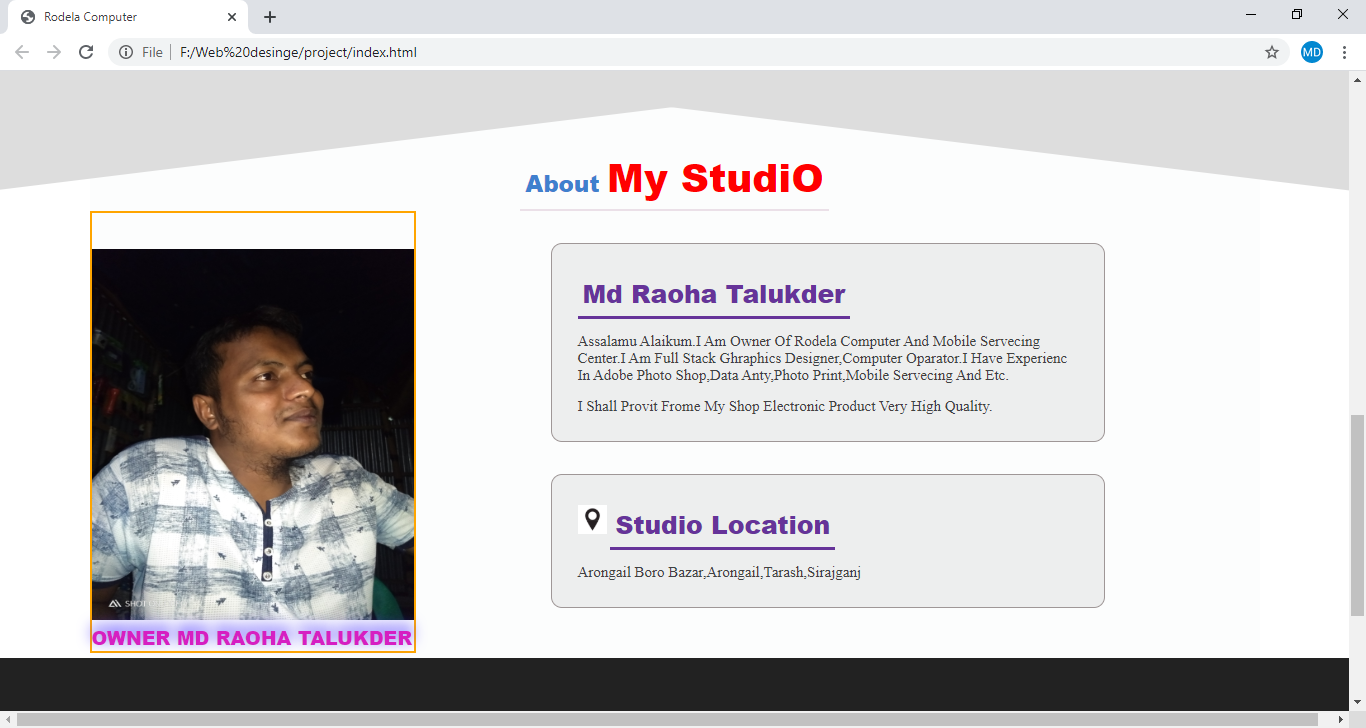 Rodela Computer
File
F:/Web%20desinge/project/index.html
MD
About My StudiO
Md Raoha Talukder
Assalamu Alaikum.I Am Owner Of Rodela Computer And Mobile Servecing
Center.I Am Full Stack Ghraphics Designer,Computer Oparator.I Have Experienc
In Adobe Photo Shop,Data Anty,Photo Print,Mobile Servecing And Etc.
I Shall Provit Frome My Shop Electronic Product Very High Quality.
Studio Location
Arongail Boro Bazar,Arongail,Tarash,Sirajganj
OWNER MD RAOHA TALUKDER